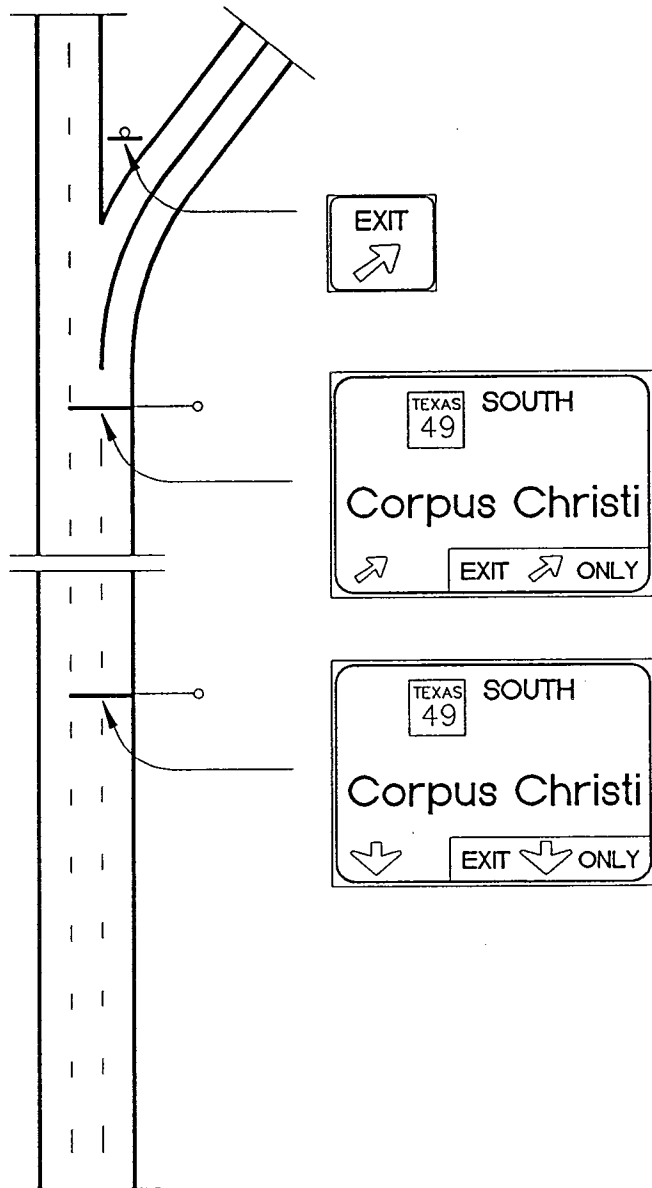 EXIT
TEXAS
49
SOUTH
Corpus Christi
EXIT ONLY
TEXAS
49
SOUTH
Corpus Christi
EXIT ONLY